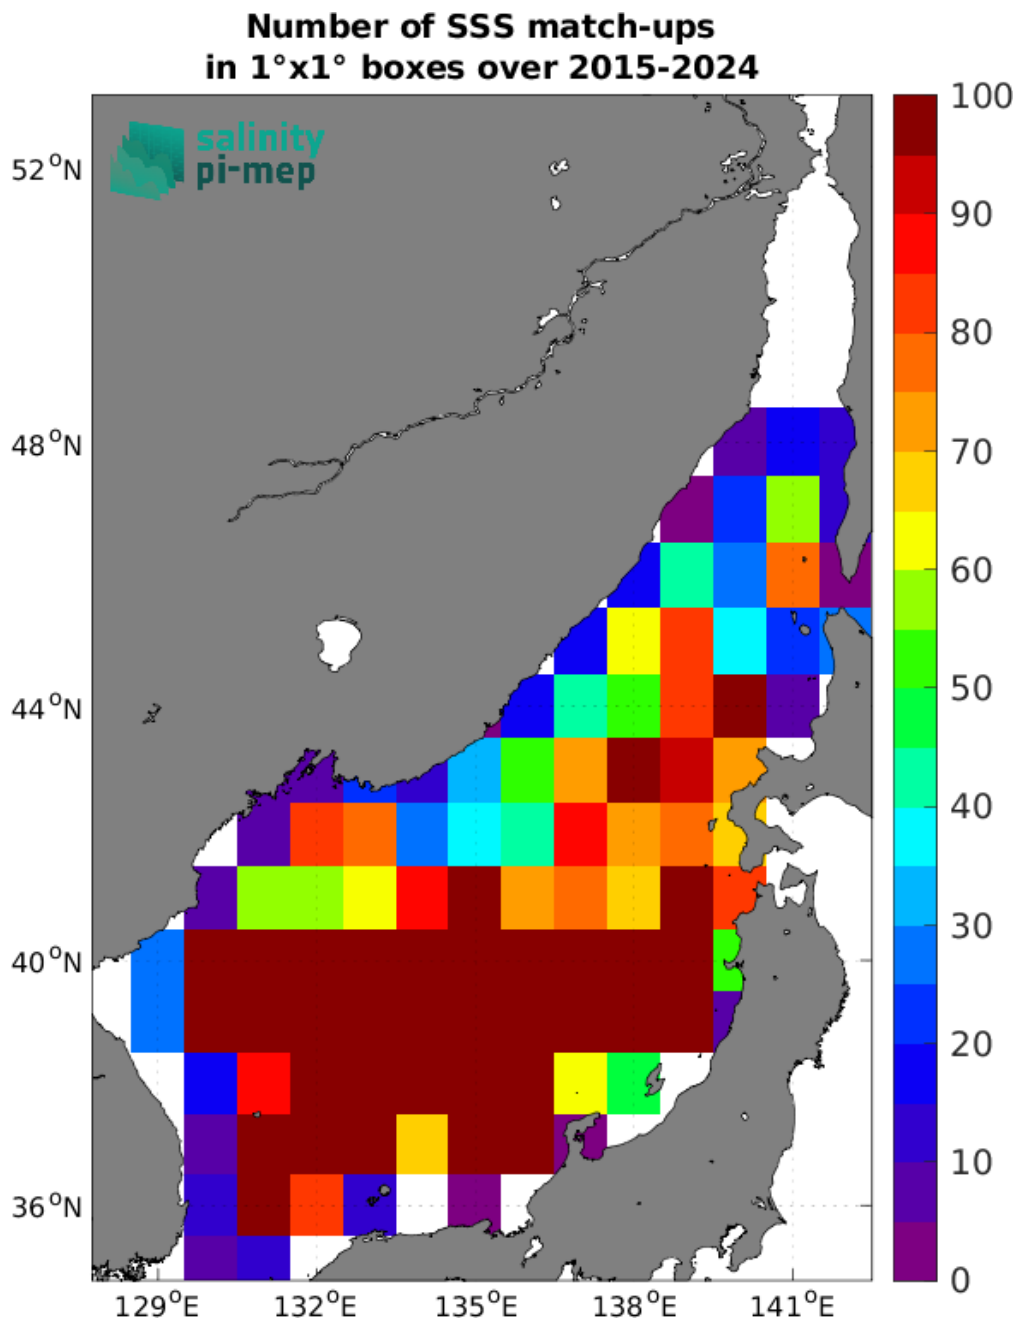 Number of SSS match-ups
in 1°x1° boxes over 2015-2024
salinity
pi-mep
52°N
48°N
44°N
40°N
36°N
129°E
132°E
135°E
138°E
141°E
100
90
80
70
60
50
40
30
20
10
0